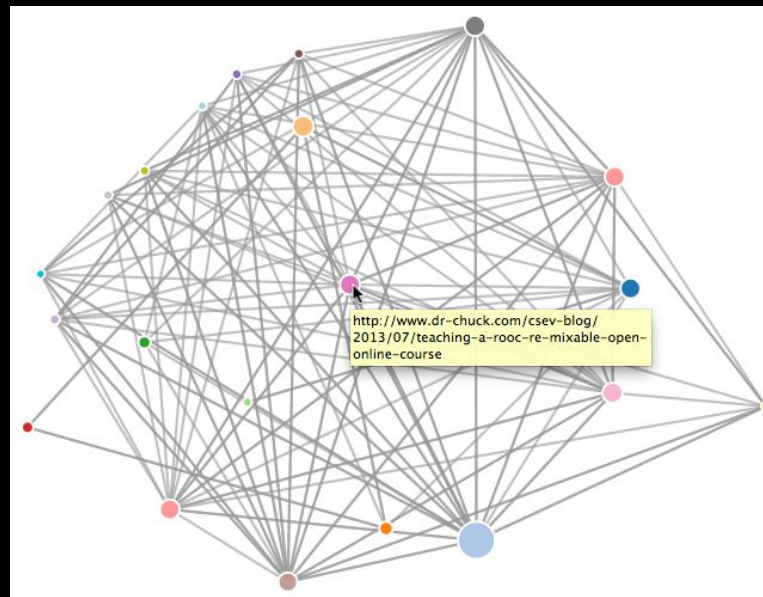 http://www.dr-chuck.com/csev-blog/
2013/07/teaching-a-rooc-re-mixable-open-
online-course